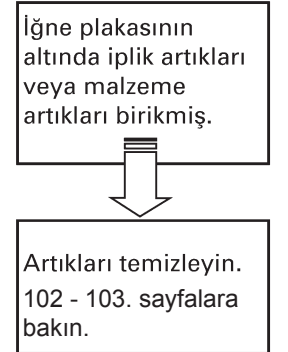 İğne plakasının
altında iplik artıkları
veya malzeme
artıkları birikmiş.
Artıkları temizleyin.
102 - 103. sayfalara
bakın.